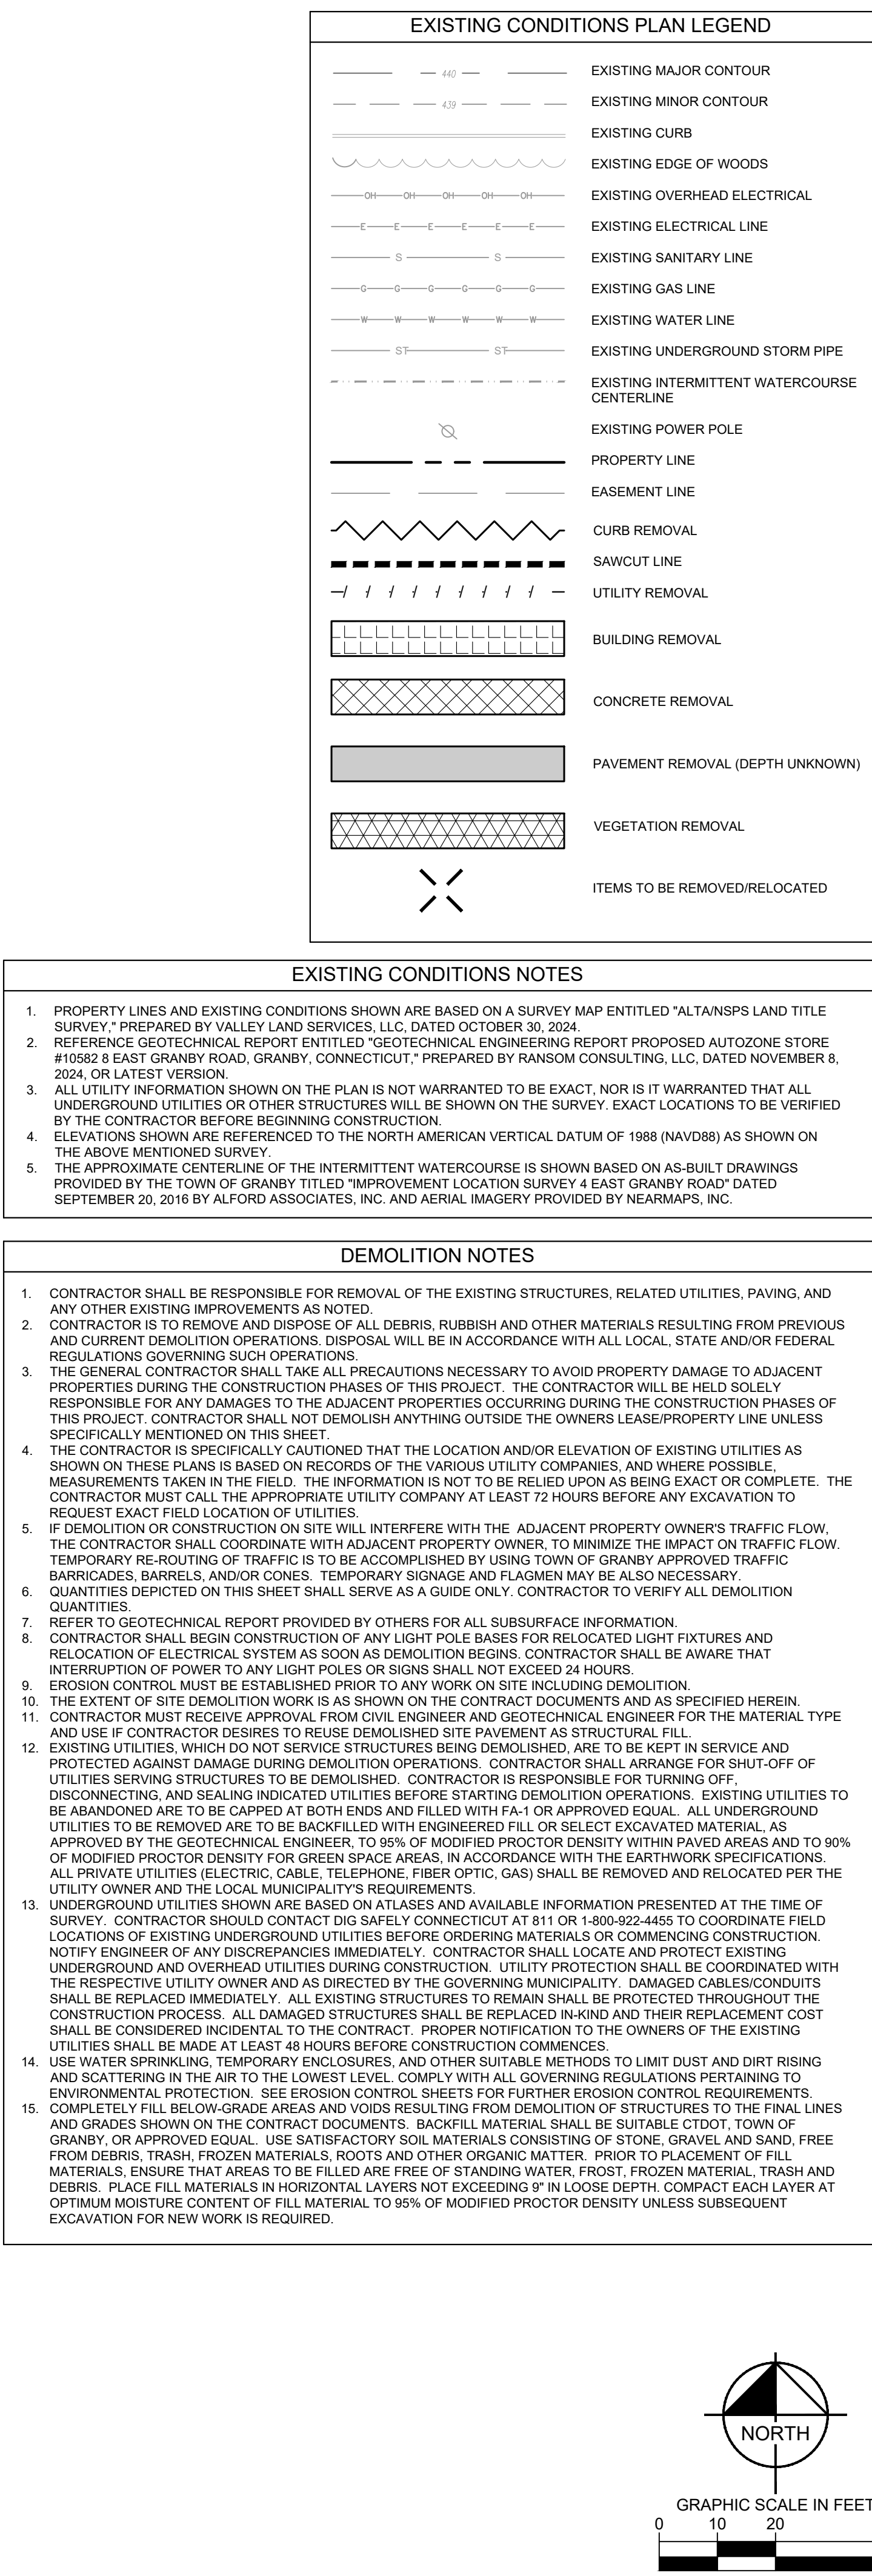 EXISTING CONDITIONS PLAN LEGEND
440
EXISTING MAJOR CONTOUR
439
EXISTING MINOR CONTOUR
EXISTING CURB
EXISTING EDGE OF WOODS
OH OH OH OH OH
EXISTING OVERHEAD ELECTRICAL
E E E E E E
EXISTING ELECTRICAL LINE
S S
EXISTING SANITARY LINE
G G G G G G
EXISTING GAS LINE
W W W W W W
EXISTING WATER LINE
ST ST
EXISTING UNDERGROUND STORM PIPE
EXISTING INTERMITTENT WATERCOURSE
CENTERLINE
EXISTING POWER POLE
PROPERTY LINE
EASEMENT LINE
CURB REMOVAL
SAWCUT LINE
UTILITY REMOVAL
BUILDING REMOVAL
CONCRETE REMOVAL
PAVEMENT REMOVAL (DEPTH UNKNOWN)
VEGETATION REMOVAL
ITEMS TO BE REMOVED/RELOCATED
EXISTING CONDITIONS NOTES
1. PROPERTY LINES AND EXISTING CONDITIONS SHOWN ARE BASED ON A SURVEY MAP ENTITLED "ALTA/NSPS LAND TITLE
SURVEY," PREPARED BY VALLEY LAND SERVICES, LLC, DATED OCTOBER 30, 2024.
2. REFERENCE GEOTECHNICAL REPORT ENTITLED "GEOTECHNICAL ENGINEERING REPORT PROPOSED AUTOZONE STORE
#10582 8 EAST GRANBY ROAD, GRANBY, CONNECTICUT," PREPARED BY RANSOM CONSULTING, LLC, DATED NOVEMBER 8,
2024, OR LATEST VERSION.
3. ALL UTILITY INFORMATION SHOWN ON THE PLAN IS NOT WARRANTED TO BE EXACT, NOR IS IT WARRANTED THAT ALL
UNDERGROUND UTILITIES OR OTHER STRUCTURES WILL BE SHOWN ON THE SURVEY. EXACT LOCATIONS TO BE VERIFIED
BY THE CONTRACTOR BEFORE BEGINNING CONSTRUCTION.
4. ELEVATIONS SHOWN ARE REFERENCED TO THE NORTH AMERICAN VERTICAL DATUM OF 1988 (NAVD88) AS SHOWN ON
THE ABOVE MENTIONED SURVEY.
5. THE APPROXIMATE CENTERLINE OF THE INTERMITTENT WATERCOURSE IS SHOWN BASED ON AS-BUILT DRAWINGS
PROVIDED BY THE TOWN OF GRANBY TITLED "IMPROVEMENT LOCATION SURVEY 4 EAST GRANBY ROAD" DATED
SEPTEMBER 20, 2016 BY ALFORD ASSOCIATES, INC. AND AERIAL IMAGERY PROVIDED BY NEARMAPS, INC.
DEMOLITION NOTES
1. CONTRACTOR SHALL BE RESPONSIBLE FOR REMOVAL OF THE EXISTING STRUCTURES, RELATED UTILITIES, PAVING, AND
ANY OTHER EXISTING IMPROVEMENTS AS NOTED.
2. CONTRACTOR IS TO REMOVE AND DISPOSE OF ALL DEBRIS, RUBBISH AND OTHER MATERIALS RESULTING FROM PREVIOUS
AND CURRENT DEMOLITION OPERATIONS. DISPOSAL WILL BE IN ACCORDANCE WITH ALL LOCAL, STATE AND/OR FEDERAL
REGULATIONS GOVERNING SUCH OPERATIONS.
3. THE GENERAL CONTRACTOR SHALL TAKE ALL PRECAUTIONS NECESSARY TO AVOID PROPERTY DAMAGE TO ADJACENT
PROPERTIES DURING THE CONSTRUCTION PHASES OF THIS PROJECT. THE CONTRACTOR WILL BE HELD SOLELY
RESPONSIBLE FOR ANY DAMAGES TO THE ADJACENT PROPERTIES OCCURRING DURING THE CONSTRUCTION PHASES OF
THIS PROJECT. CONTRACTOR SHALL NOT DEMOLISH ANYTHING OUTSIDE THE OWNERS LEASE/PROPERTY LINE UNLESS
SPECIFICALLY MENTIONED ON THIS SHEET.
4. THE CONTRACTOR IS SPECIFICALLY CAUTIONED THAT THE LOCATION AND/OR ELEVATION OF EXISTING UTILITIES AS
SHOWN ON THESE PLANS IS BASED ON RECORDS OF THE VARIOUS UTILITY COMPANIES, AND WHERE POSSIBLE,
MEASUREMENTS TAKEN IN THE FIELD. THE INFORMATION IS NOT TO BE RELIED UPON AS BEING EXACT OR COMPLETE. THE
CONTRACTOR MUST CALL THE APPROPRIATE UTILITY COMPANY AT LEAST 72 HOURS BEFORE ANY EXCAVATION TO
REQUEST EXACT FIELD LOCATION OF UTILITIES.
5. IF DEMOLITION OR CONSTRUCTION ON SITE WILL INTERFERE WITH THE ADJACENT PROPERTY OWNER'S TRAFFIC FLOW,
THE CONTRACTOR SHALL COORDINATE WITH ADJACENT PROPERTY OWNER, TO MINIMIZE THE IMPACT ON TRAFFIC FLOW.
TEMPORARY RE-ROUTING OF TRAFFIC IS TO BE ACCOMPLISHED BY USING TOWN OF GRANBY APPROVED TRAFFIC
BARRICADES, BARRELS, AND/OR CONES. TEMPORARY SIGNAGE AND FLAGMEN MAY BE ALSO NECESSARY.
6. QUANTITIES DEPICTED ON THIS SHEET SHALL SERVE AS A GUIDE ONLY. CONTRACTOR TO VERIFY ALL DEMOLITION
QUANTITIES.
7. REFER TO GEOTECHNICAL REPORT PROVIDED BY OTHERS FOR ALL SUBSURFACE INFORMATION.
8. CONTRACTOR SHALL BEGIN CONSTRUCTION OF ANY LIGHT POLE BASES FOR RELOCATED LIGHT FIXTURES AND
RELOCATION OF ELECTRICAL SYSTEM AS SOON AS DEMOLITION BEGINS. CONTRACTOR SHALL BE AWARE THAT
INTERRUPTION OF POWER TO ANY LIGHT POLES OR SIGNS SHALL NOT EXCEED 24 HOURS.
9. EROSION CONTROL MUST BE ESTABLISHED PRIOR TO ANY WORK ON SITE INCLUDING DEMOLITION.
10. THE EXTENT OF SITE DEMOLITION WORK IS AS SHOWN ON THE CONTRACT DOCUMENTS AND AS SPECIFIED HEREIN.
11. CONTRACTOR MUST RECEIVE APPROVAL FROM CIVIL ENGINEER AND GEOTECHNICAL ENGINEER FOR THE MATERIAL TYPE
AND USE IF CONTRACTOR DESIRES TO REUSE DEMOLISHED SITE PAVEMENT AS STRUCTURAL FILL.
12. EXISTING UTILITIES, WHICH DO NOT SERVICE STRUCTURES BEING DEMOLISHED, ARE TO BE KEPT IN SERVICE AND
PROTECTED AGAINST DAMAGE DURING DEMOLITION OPERATIONS. CONTRACTOR SHALL ARRANGE FOR SHUT-OFF OF
UTILITIES SERVING STRUCTURES TO BE DEMOLISHED. CONTRACTOR IS RESPONSIBLE FOR TURNING OFF,
DISCONNECTING, AND SEALING INDICATED UTILITIES BEFORE STARTING DEMOLITION OPERATIONS. EXISTING UTILITIES TO
BE ABANDONED ARE TO BE CAPPED AT BOTH ENDS AND FILLED WITH FA-1 OR APPROVED EQUAL. ALL UNDERGROUND
UTILITIES TO BE REMOVED ARE TO BE BACKFILLED WITH ENGINEERED FILL OR SELECT EXCAVATED MATERIAL, AS
APPROVED BY THE GEOTECHNICAL ENGINEER, TO 95% OF MODIFIED PROCTOR DENSITY WITHIN PAVED AREAS AND TO 90%
OF MODIFIED PROCTOR DENSITY FOR GREEN SPACE AREAS, IN ACCORDANCE WITH THE EARTHWORK SPECIFICATIONS.
ALL PRIVATE UTILITIES (ELECTRIC, CABLE, TELEPHONE, FIBER OPTIC, GAS) SHALL BE REMOVED AND RELOCATED PER THE
UTILITY OWNER AND THE LOCAL MUNICIPALITY'S REQUIREMENTS.
13. UNDERGROUND UTILITIES SHOWN ARE BASED ON ATLASES AND AVAILABLE INFORMATION PRESENTED AT THE TIME OF
SURVEY. CONTRACTOR SHOULD CONTACT DIG SAFELY CONNECTICUT AT 811 OR 1-800-922-4455 TO COORDINATE FIELD
LOCATIONS OF EXISTING UNDERGROUND UTILITIES BEFORE ORDERING MATERIALS OR COMMENCING CONSTRUCTION.
NOTIFY ENGINEER OF ANY DISCREPANCIES IMMEDIATELY. CONTRACTOR SHALL LOCATE AND PROTECT EXISTING
UNDERGROUND AND OVERHEAD UTILITIES DURING CONSTRUCTION. UTILITY PROTECTION SHALL BE COORDINATED WITH
THE RESPECTIVE UTILITY OWNER AND AS DIRECTED BY THE GOVERNING MUNICIPALITY. DAMAGED CABLES/CONDUITS
SHALL BE REPLACED IMMEDIATELY. ALL EXISTING STRUCTURES TO REMAIN SHALL BE PROTECTED THROUGHOUT THE
CONSTRUCTION PROCESS. ALL DAMAGED STRUCTURES SHALL BE REPLACED IN-KIND AND THEIR REPLACEMENT COST
SHALL BE CONSIDERED INCIDENTAL TO THE CONTRACT. PROPER NOTIFICATION TO THE OWNERS OF THE EXISTING
UTILITIES SHALL BE MADE AT LEAST 48 HOURS BEFORE CONSTRUCTION COMMENCES.
14. USE WATER SPRINKLING, TEMPORARY ENCLOSURES, AND OTHER SUITABLE METHODS TO LIMIT DUST AND DIRT RISING
AND SCATTERING IN THE AIR TO THE LOWEST LEVEL. COMPLY WITH ALL GOVERNING REGULATIONS PERTAINING TO
ENVIRONMENTAL PROTECTION. SEE EROSION CONTROL SHEETS FOR FURTHER EROSION CONTROL REQUIREMENTS.
15. COMPLETELY FILL BELOW-GRADE AREAS AND VOIDS RESULTING FROM DEMOLITION OF STRUCTURES TO THE FINAL LINES
AND GRADES SHOWN ON THE CONTRACT DOCUMENTS. BACKFILL MATERIAL SHALL BE SUITABLE CTDOT, TOWN OF
GRANBY, OR APPROVED EQUAL. USE SATISFACTORY SOIL MATERIALS CONSISTING OF STONE, GRAVEL AND SAND, FREE
FROM DEBRIS, TRASH, FROZEN MATERIALS, ROOTS AND OTHER ORGANIC MATTER. PRIOR TO PLACEMENT OF FILL
MATERIALS, ENSURE THAT AREAS TO BE FILLED ARE FREE OF STANDING WATER, FROST, FROZEN MATERIAL, TRASH AND
DEBRIS. PLACE FILL MATERIALS IN HORIZONTAL LAYERS NOT EXCEEDING 9" IN LOOSE DEPTH. COMPACT EACH LAYER AT
OPTIMUM MOISTURE CONTENT OF FILL MATERIAL TO 95% OF MODIFIED PROCTOR DENSITY UNLESS SUBSEQUENT
EXCAVATION FOR NEW WORK IS REQUIRED.
NORTH
GRAPHIC SCALE IN FEET
0 10 20